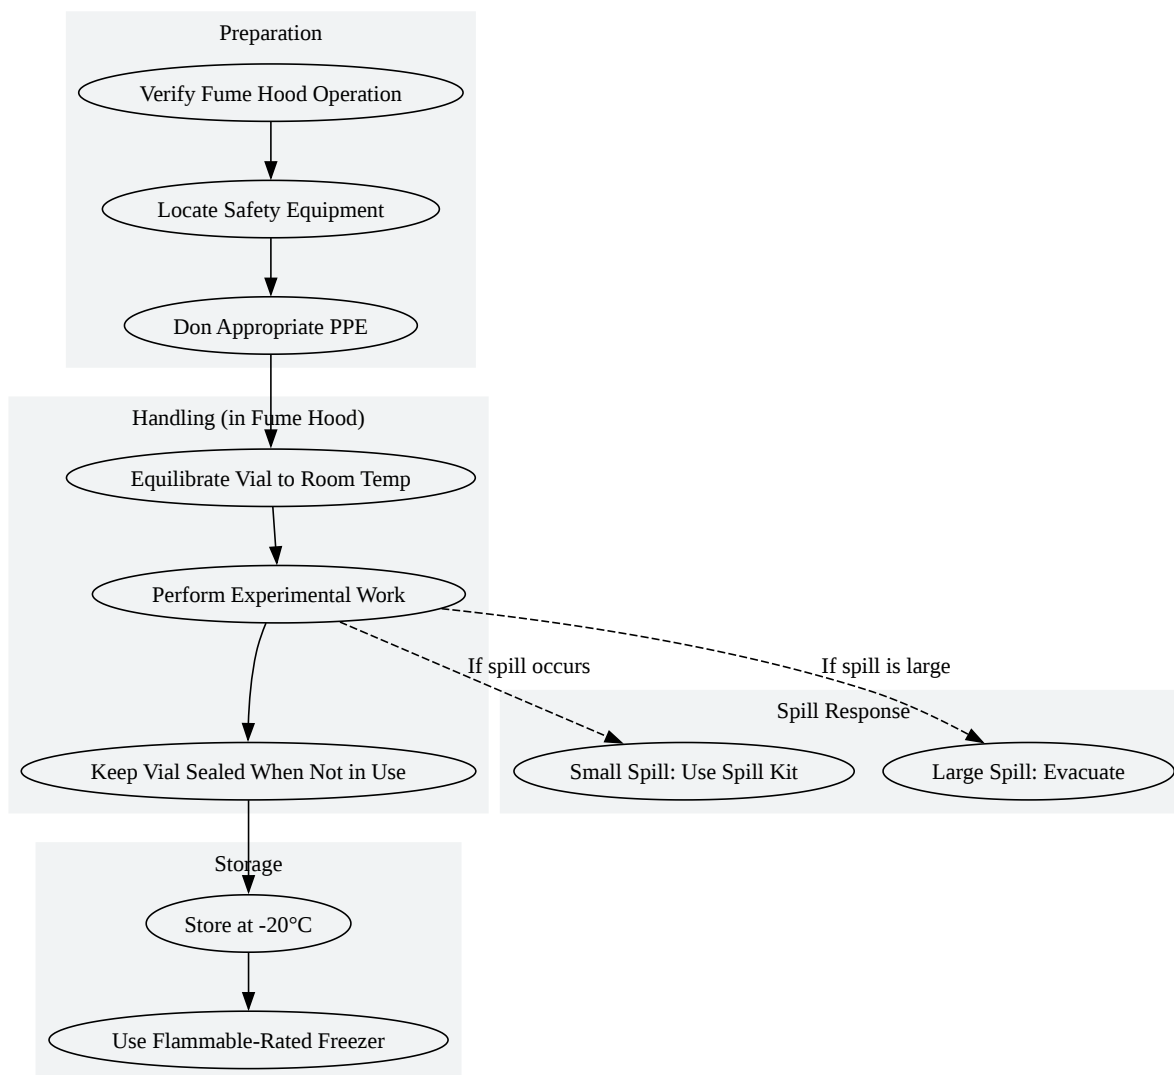 Preparation
Verify Fume Hood Operation
Locate Safety Equipment
Don Appropriate PPE
Handling (in Fume Hood)
Equilibrate Vial to Room Temp
Perform Experimental Work
If spill occurs
If spill is large
Spill Response
Keep Vial Sealed When Not in Use
Small Spill: Use Spill Kit
Large Spill: Evacuate
Storage
Store at -20°C
Use Flammable-Rated Freezer